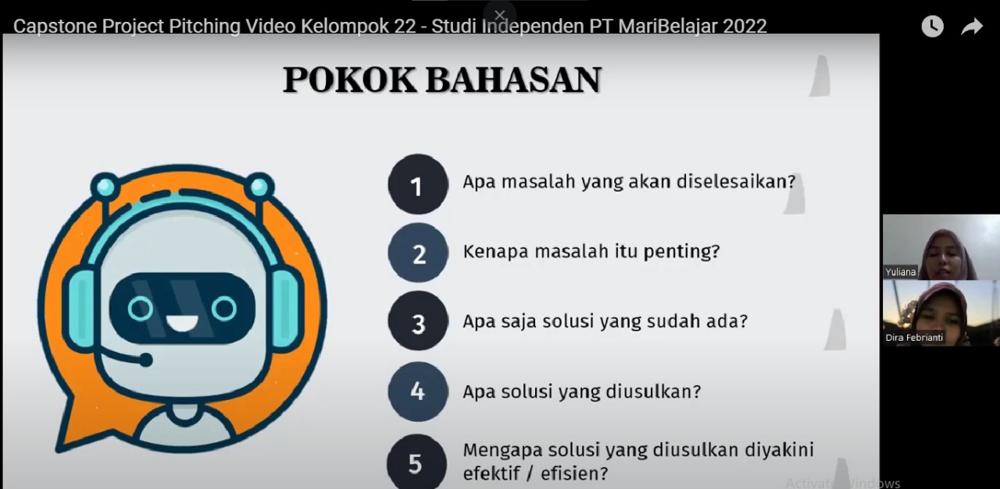 Capstone Project Pitching Video Kelompok 22 - Studi Independen PT MariBelajar 2022
POKOK BAHASAN
1 Apa masalah yang akan diselesaikan?
2 Kenapa masalah itu penting?
3 Apa saja solusi yang sudah ada?
4 Apa solusi yang diusulkan?
5 Mengapa solusi yang diusulkan diyakini
efektif / efisien?
Yuliana
Dira Febrianti
Activate Windows